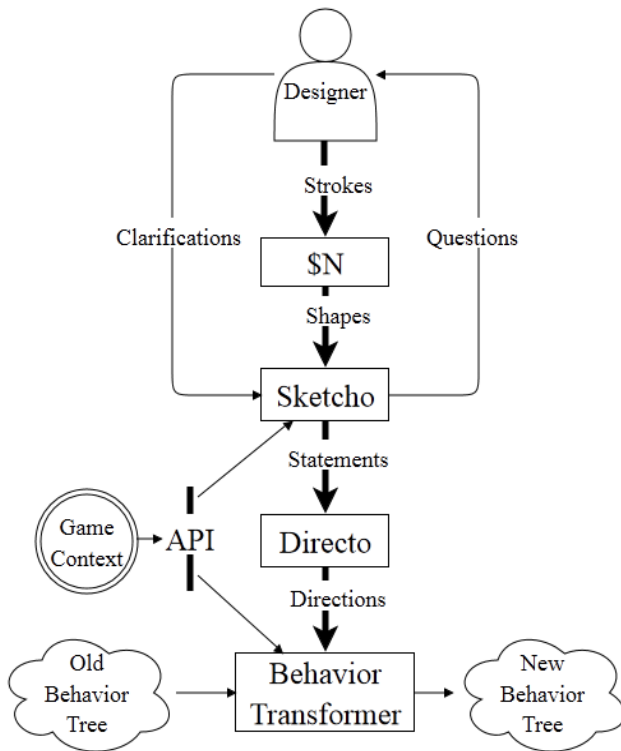 Designer
Strokes
Clarifications
Questions
$N
Shapes
Sketcho
Statements
Game
Context
API
Directo
Directions
Old
Behavior
Tree
Behavior
Transformer
New
Behavior
Tree